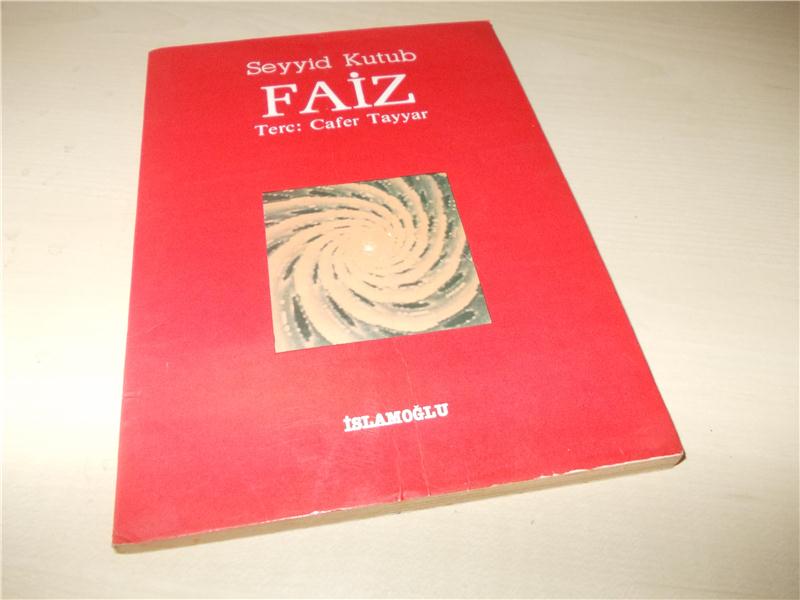 Seyyid Kutub
FAİZ
Terc: Cafer Tayyar
İSLAMOĞLU